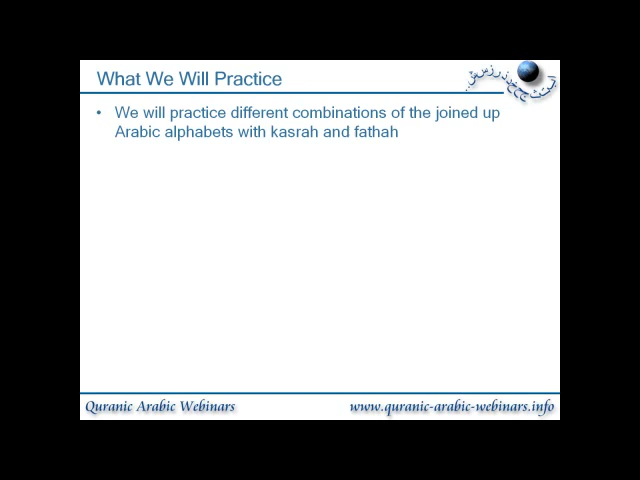 What We Will Practice
• We will practice different combinations of the joined up
Arabic alphabets with kasrah and fathah
Quranic Arabic Webinars
www.quranic-arabic-webinars.info